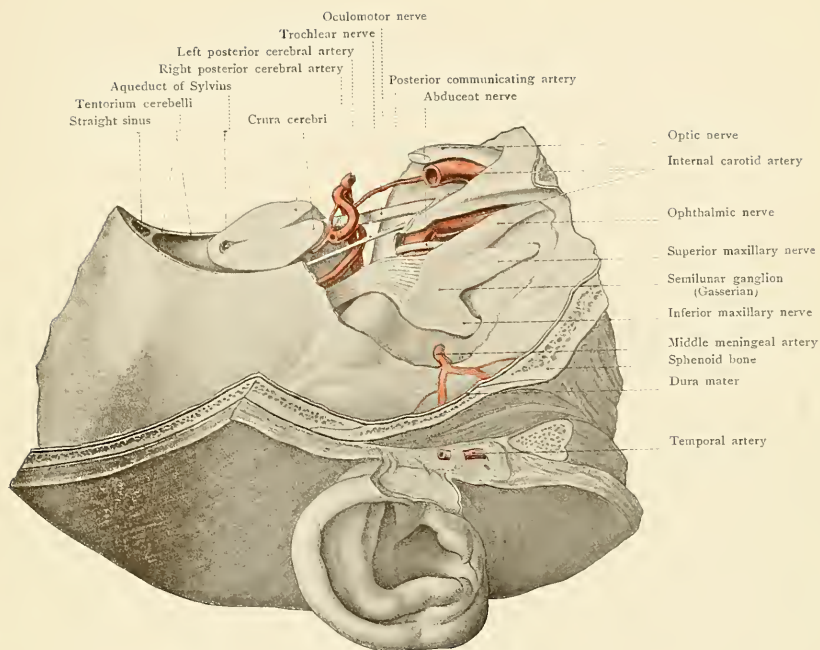 Oculomotor nerve
Trochlear nerve
Left posterior cerebral artery
Right posterior cerebral artery
Aqueduct of Sylvius
Tentorium cerebelli
Straight sinus
Crura cerebri
Posterior communicating artery
Abducent nerve
Optic nerve
Internal carotid artery
Ophthalmic nerve
Superior maxillary nerve
Semilunar ganglion
(Gasserian)
Inferior maxillary nerve
Middle meningeal artery
Sphenoid bone
Dura mater
Temporal artery